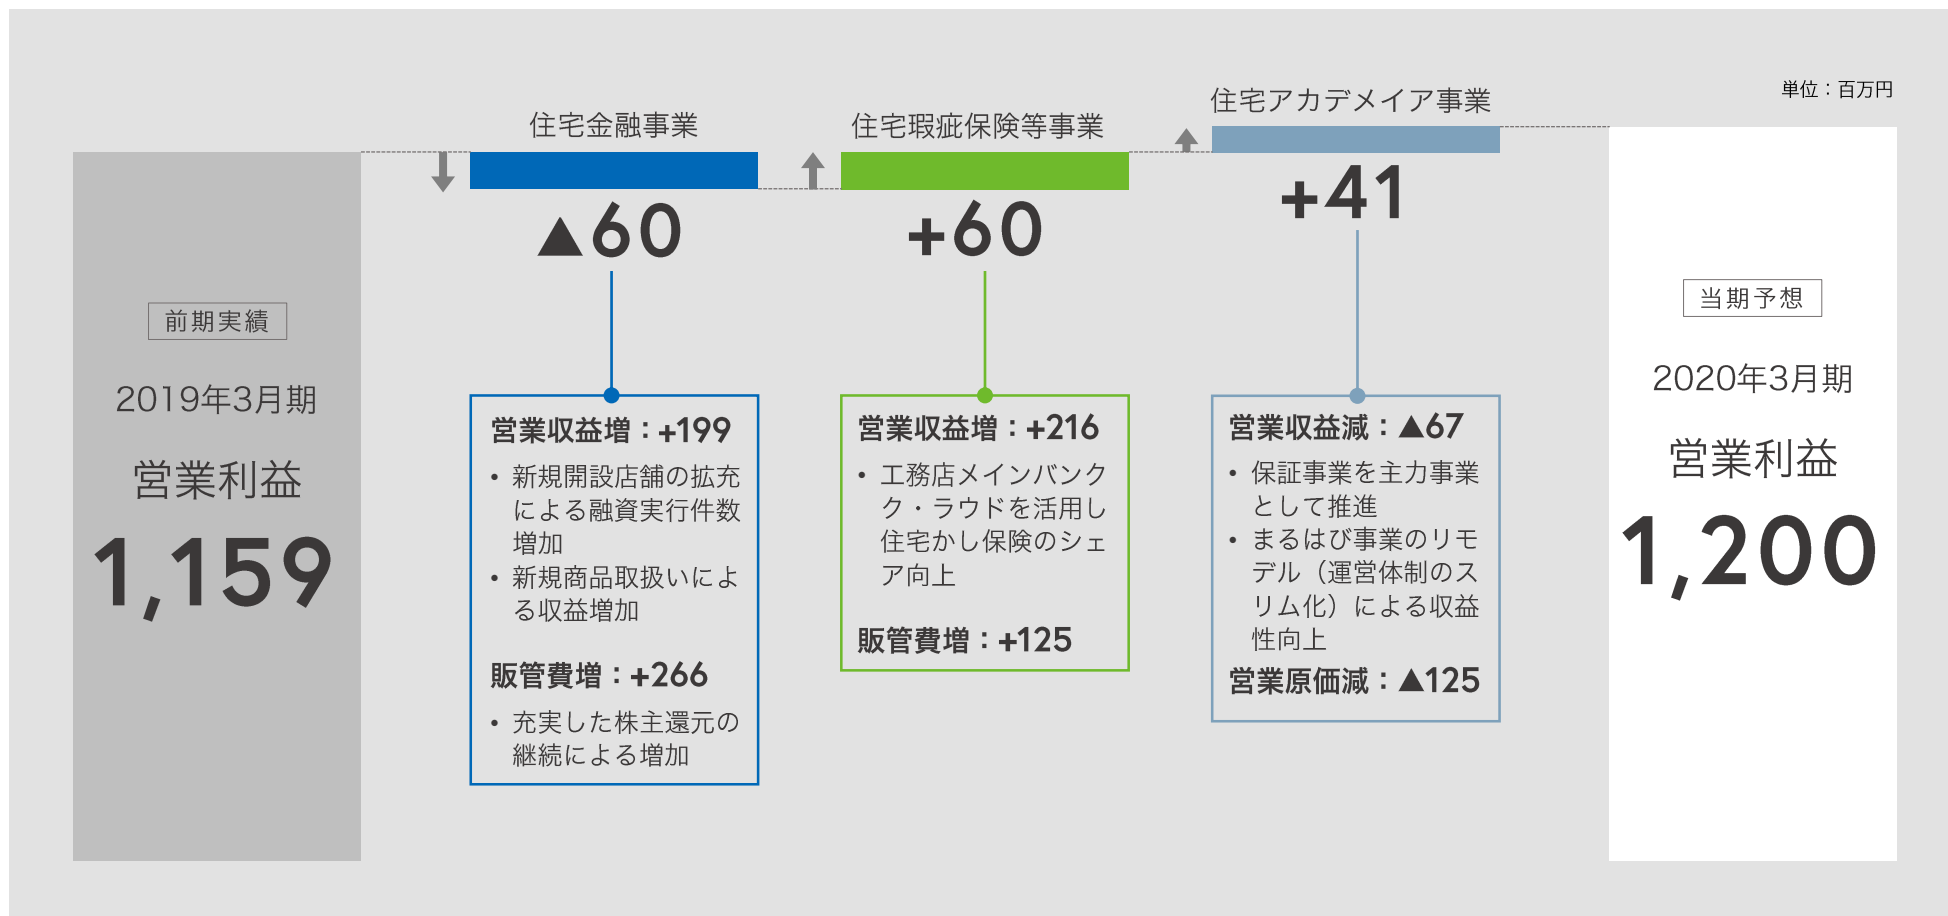 単位：百万円
前期実績
2019年3月期
営業利益
1,159
住宅金融事業
▲60
営業収益増：+199
• 新規開設店舗の拡充
による融資実行件数
増加
• 新規商品取扱いによ
る収益増加
販管費増：+266
• 充実した株主還元の
継続による増加
住宅瑕疵保険等事業
+60
営業収益増：+216
• 工務店メインバンク
ク・ラウドを活用し
住宅かし保険のシェ
ア向上
販管費増：+125
住宅アカデメイア事業
+41
営業収益減：▲67
• 保証事業を主力事業
として推進
• まるはび事業のリモ
デル（運営体制のス
リム化）による収益
性向上
営業原価減：▲125
当期予想
2020年3月期
営業利益
1,200